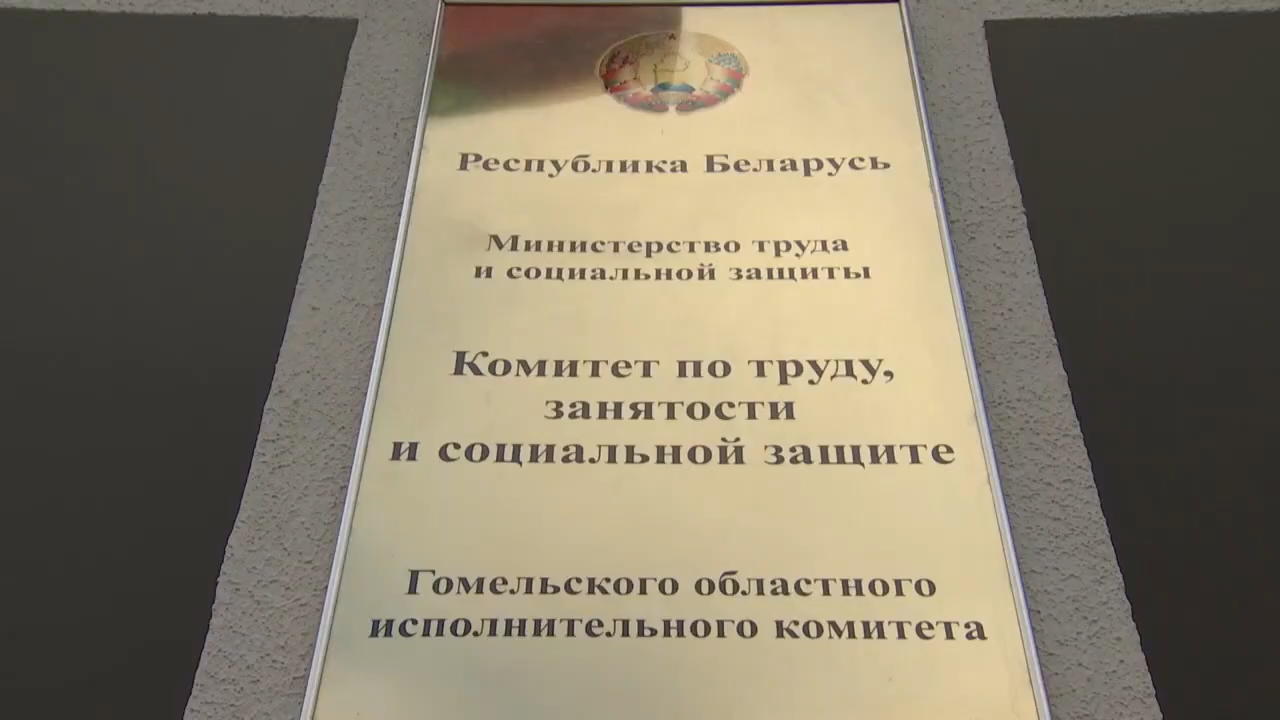 Республика Беларусь
Министерство труда
и социальной защиты
Комитет по труду,
занятости
и социальной защите
Гомельского областного
исполнительного комитета